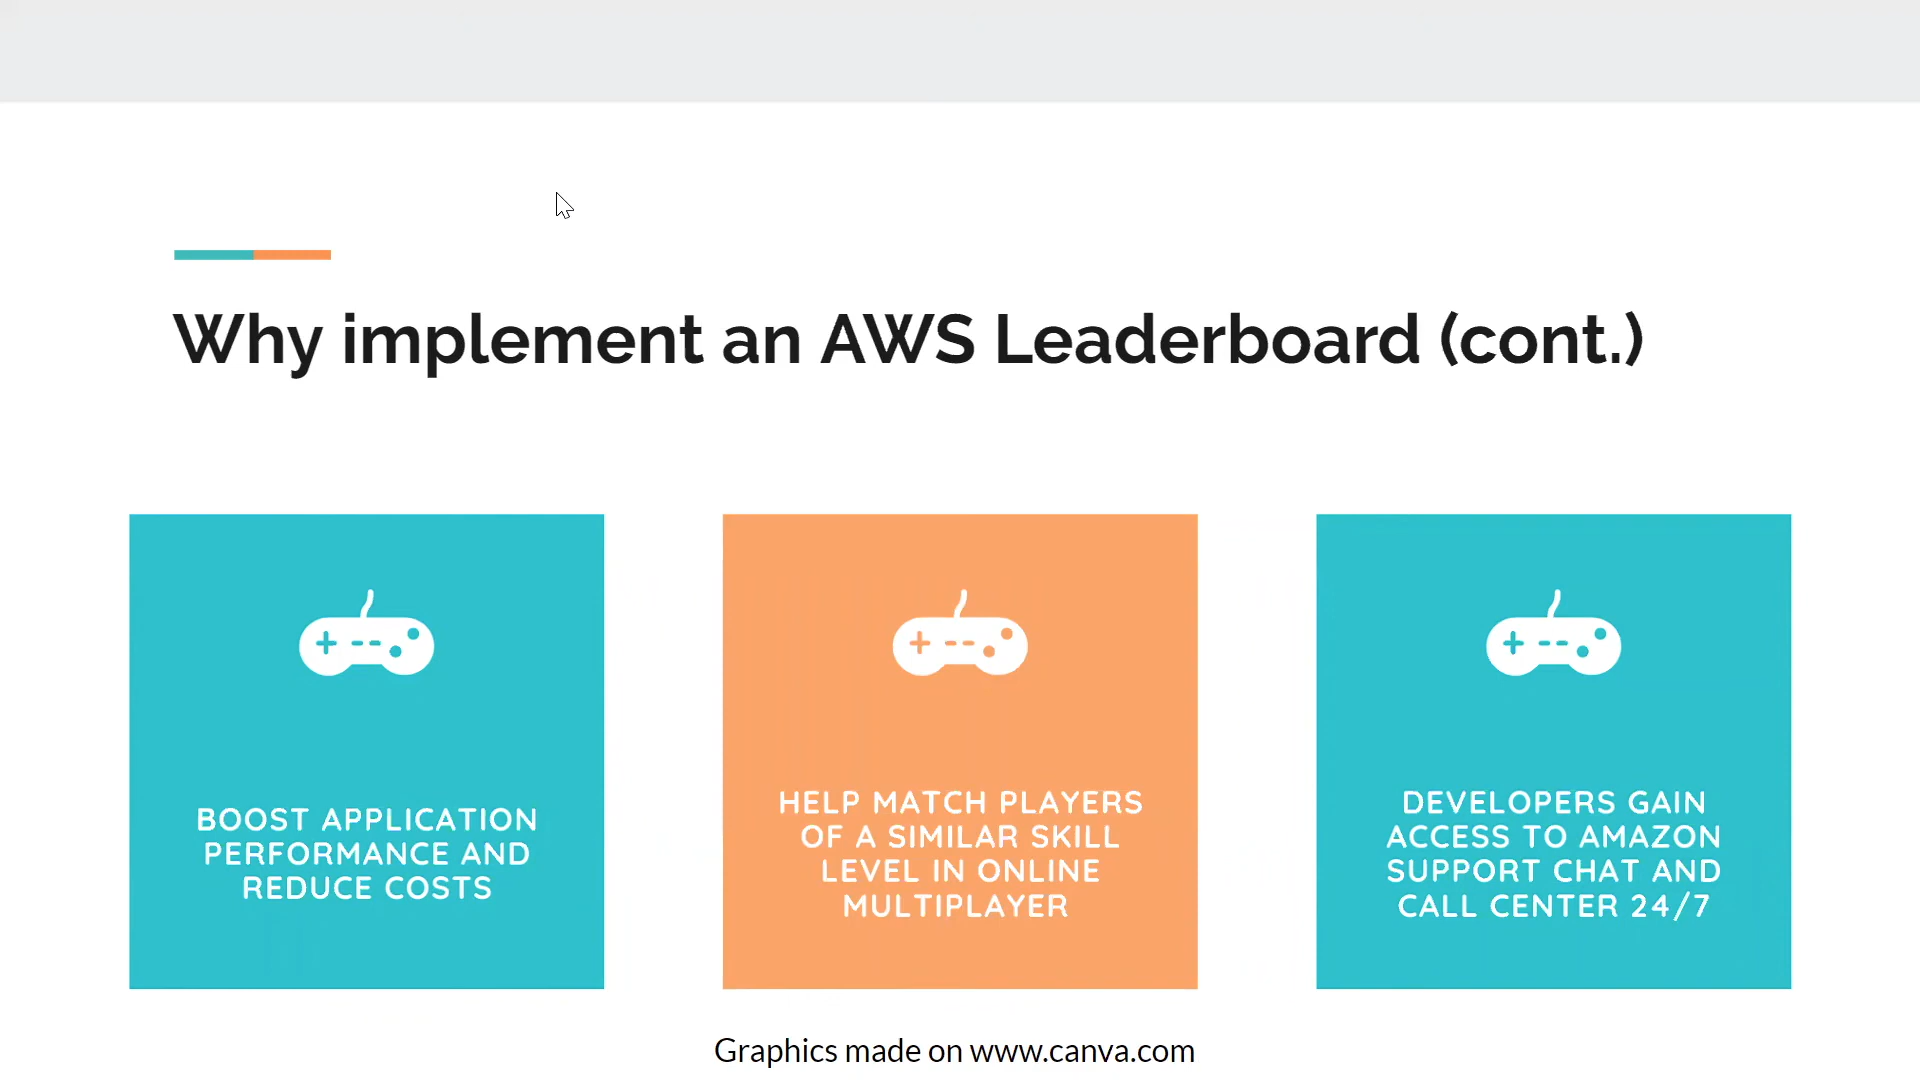 Why implement an AWS Leaderboard (cont.)
BOOST APPLICATION
PERFORMANCE AND
REDUCE COSTS
HELP MATCH PLAYERS
OF A SIMILAR SKILL
LEVEL IN ONLINE
MULTIPLAYER
DEVELOPERS GAIN
ACCESS TO AMAZON
SUPPORT CHAT AND
CALL CENTER 24/7
Graphics made on www.canva.com